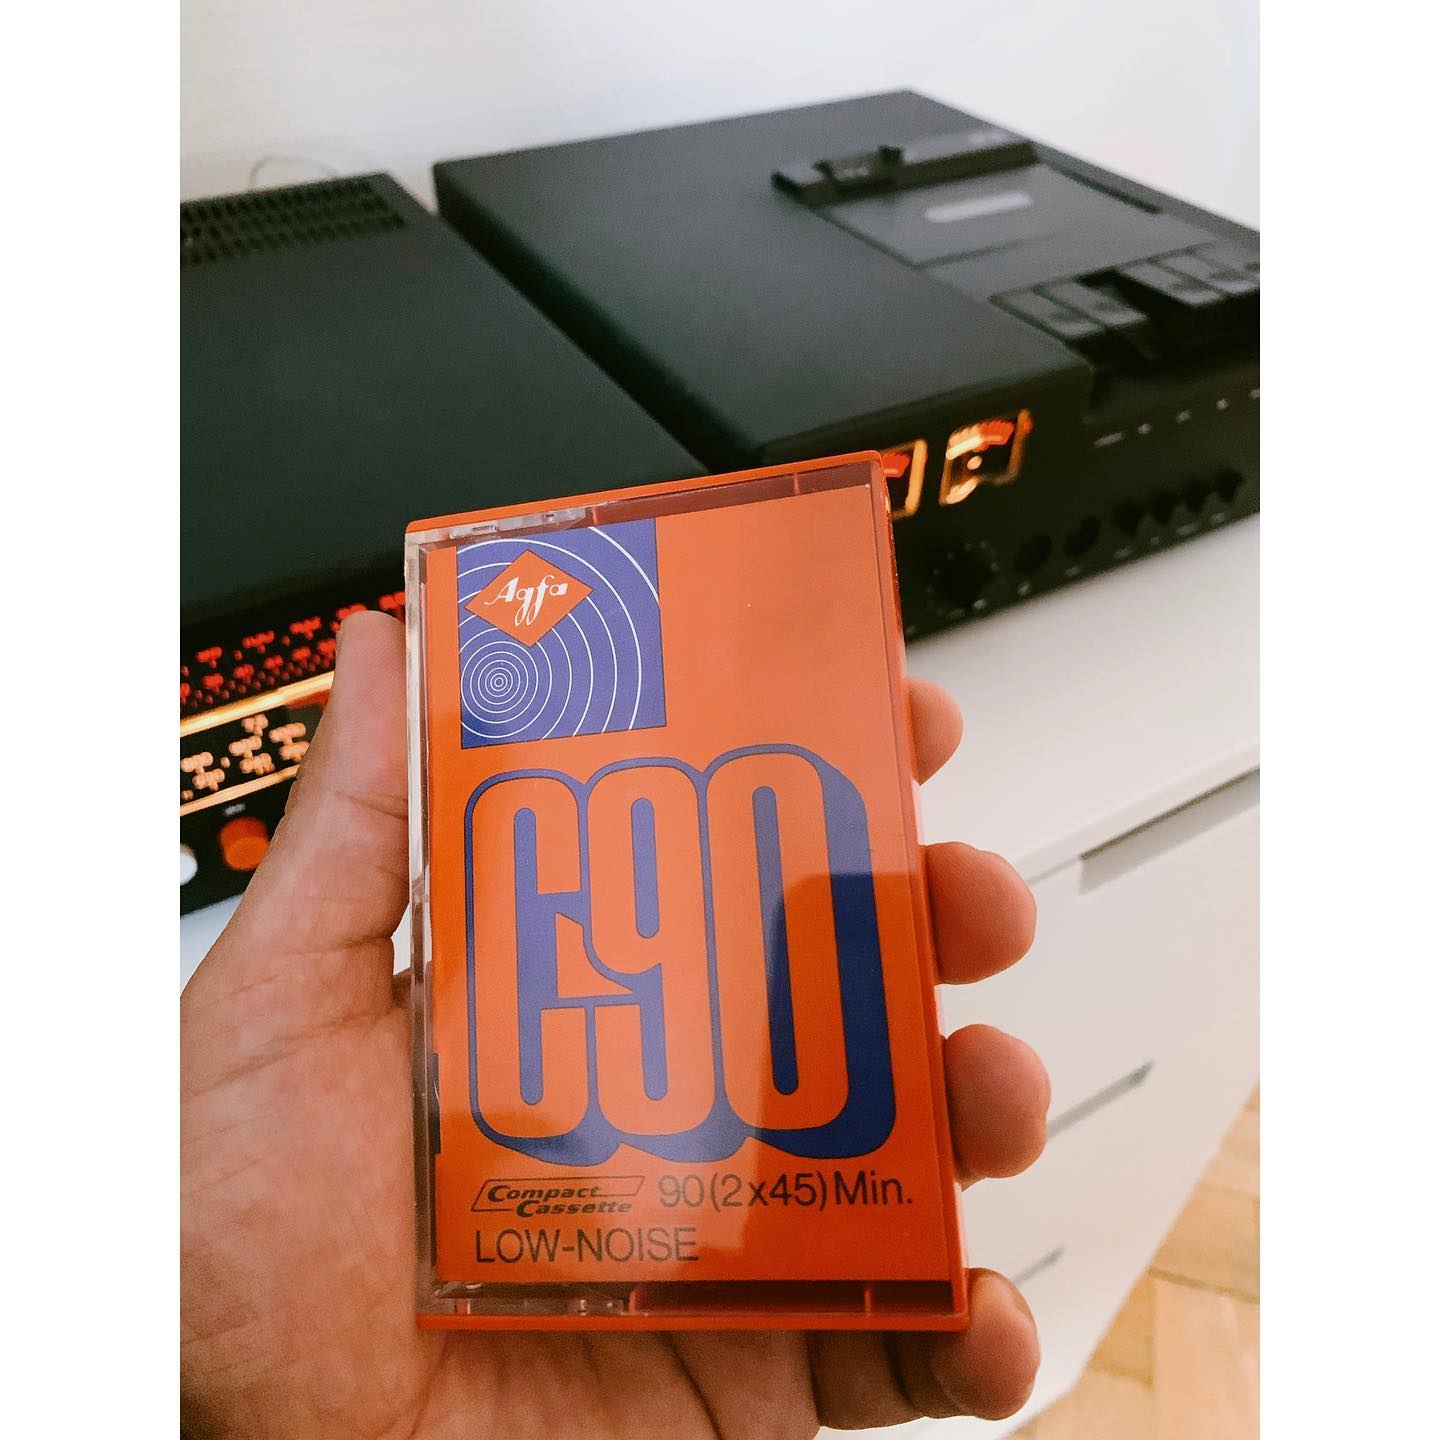 Agfa
C90
Compact Cassette 90(2x45)Min.
LOW-NOISE